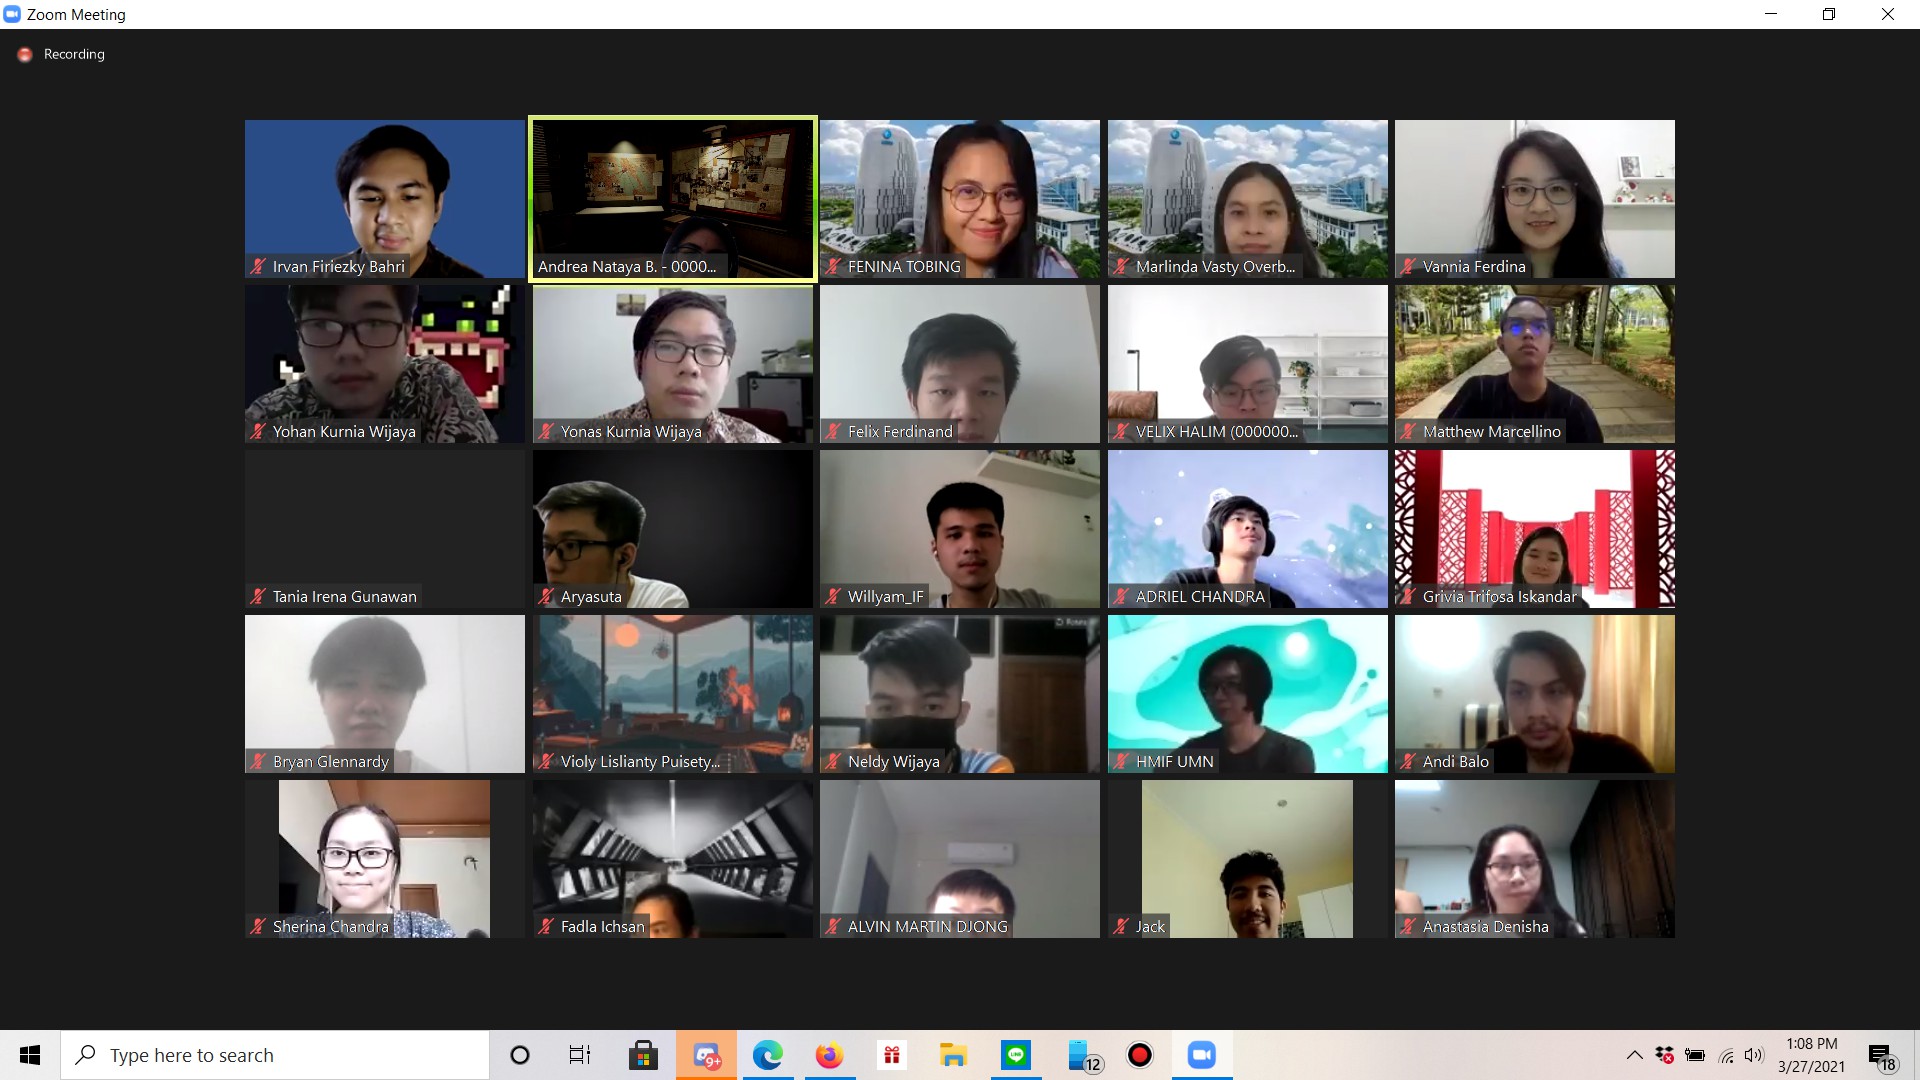 Zoom Meeting
Recording
Irvan Firiezky Bahri
Andrea Nataya B. - 0000...
FENINA TOBING
Marlinda Vasty Overb...
Vannia Ferdina
Yohan Kurnia Wijaya
Yonas Kurnia Wijaya
Felix Ferdinand
VELIX HALIM (000000...
Matthew Marcellino
Tania Irena Gunawan
Aryasuta
Willyam_IF
ADRIEL CHANDRA
Grivia Trifosa Iskandar
Bryan Glennardy
Violy Lislianty Puisety...
Neldy Wijaya
HMIF UMN
Andi Balo
Sherina Chandra
Fadla Ichsan
ALVIN MARTIN DJONG
Jack
Anastasia Denisha
Type here to search
9+
LINE
12
1:08 PM
3/27/2021
18